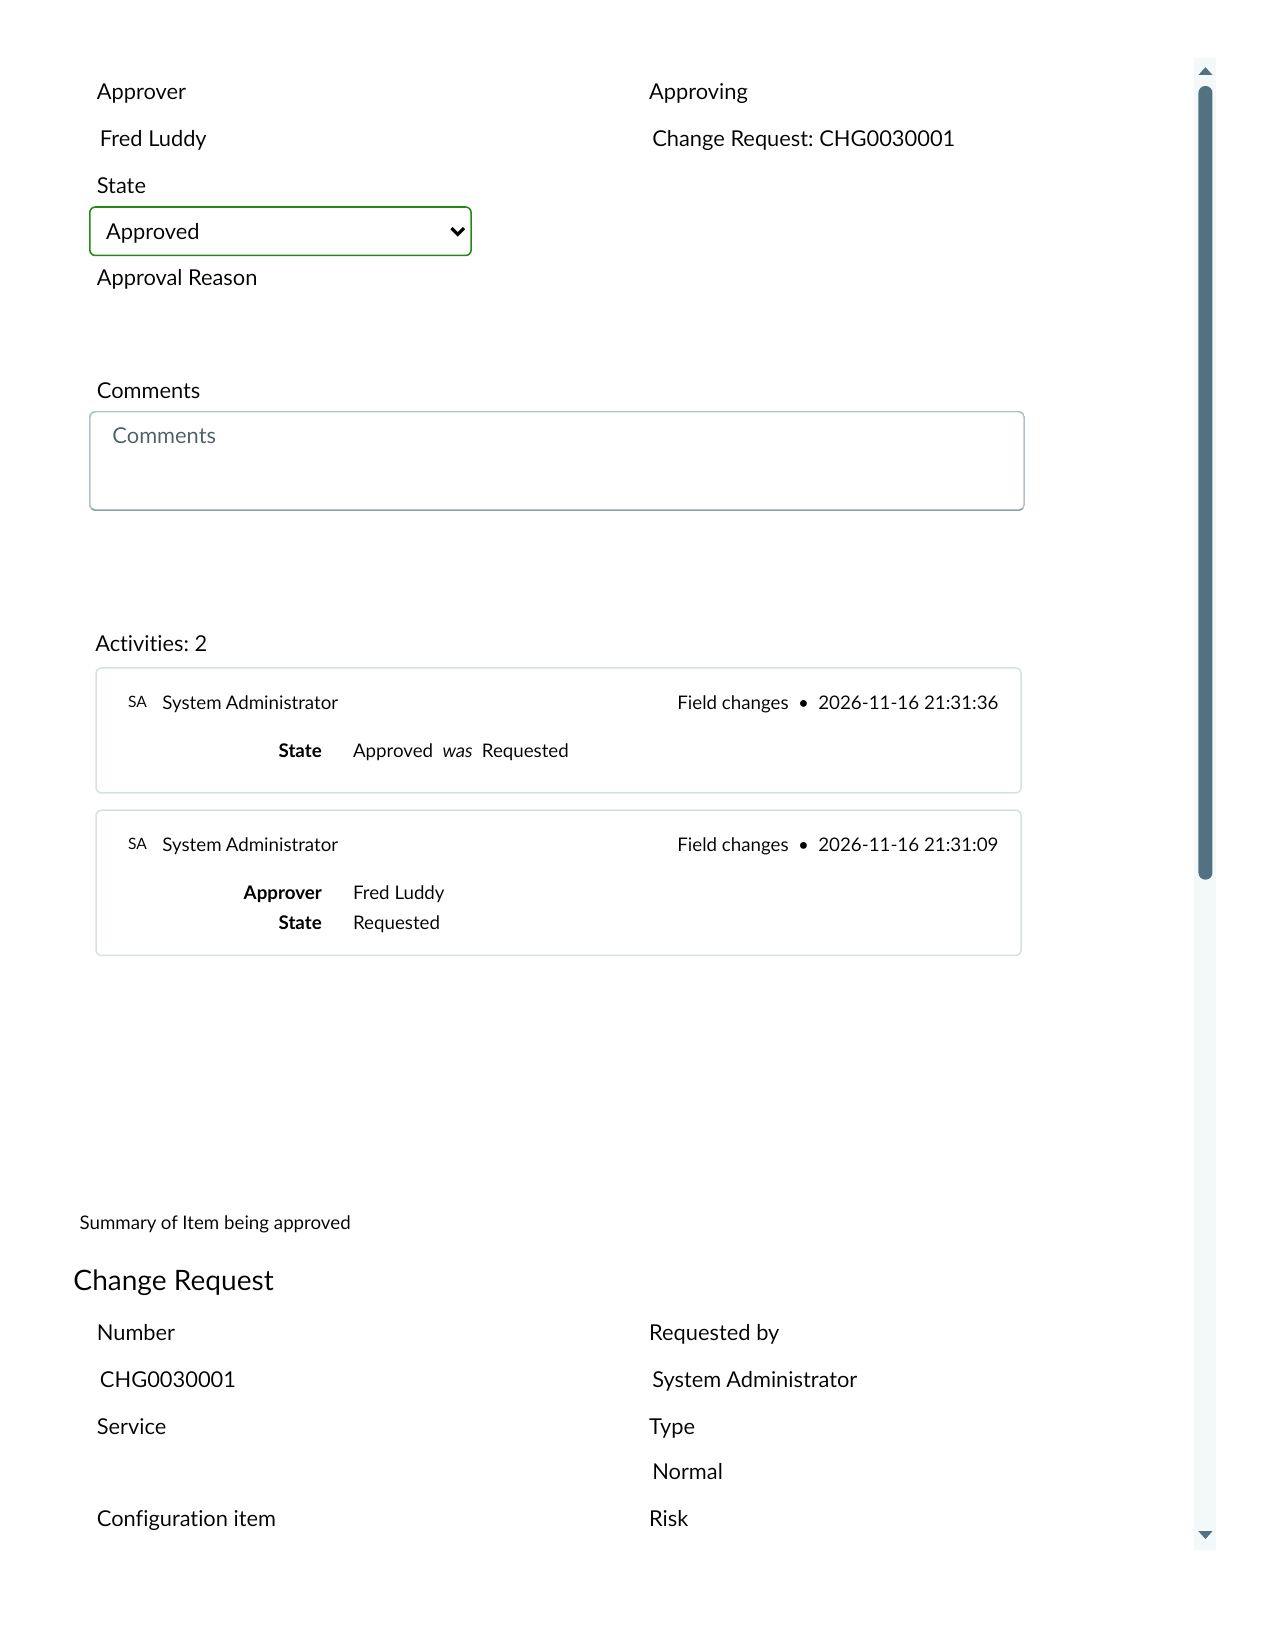 Approver
Approving
Fred Luddy
Change Request: CHG0030001
State
Approved
Approval Reason
Comments
Comments
Activities: 2
SA System Administrator Field changes • 2026-11-16 21:31:36
State Approved was Requested
SA System Administrator Field changes • 2026-11-16 21:31:09
Approver Fred Luddy
State Requested
Summary of Item being approved
Change Request
Number
Requested by
CHG0030001
System Administrator
Service
Type
Normal
Configuration item
Risk